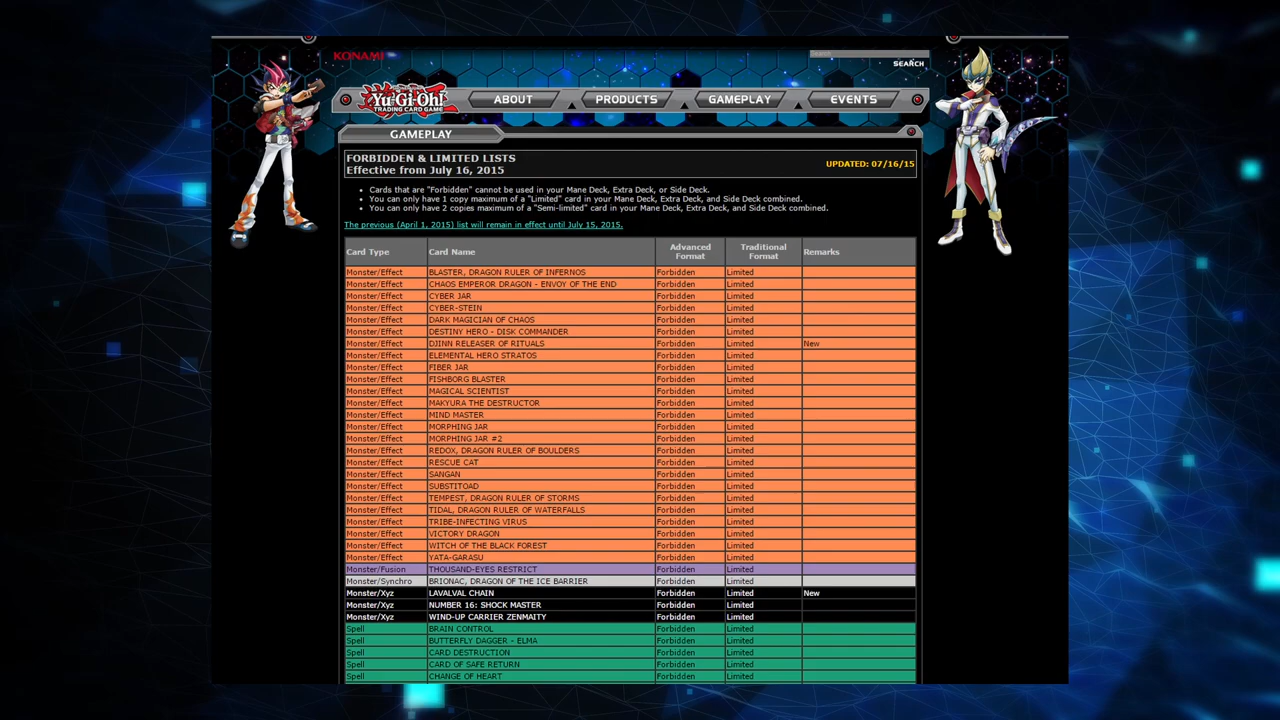 KONAMI
Search
SEARCH
Yu-Gi-Oh!
TRADING CARD GAME
ABOUT
PRODUCTS
GAMEPLAY
EVENTS
GAMEPLAY
FORBIDDEN & LIMITED LISTS
Effective from July 16, 2015
UPDATED: 07/16/15
Cards that are "Forbidden" cannot be used in your Mane Deck, Extra Deck, or Side Deck.
You can only have 1 copy maximum of a "Limited" card in your Mane Deck, Extra Deck, and Side Deck combined.
You can only have 2 copies maximum of a "Semi-limited" card in your Mane Deck, Extra Deck, and Side Deck combined.
The previous (April 1, 2015) list will remain in effect until July 15, 2015.
Card Type Card Name Advanced Format Traditional Format Remarks
Monster/Effect BLASTER, DRAGON RULER OF INFERNOS Forbidden Limited
Monster/Effect CHAOS EMPEROR DRAGON - ENVOY OF THE END Forbidden Limited
Monster/Effect CYBER JAR Forbidden Limited
Monster/Effect CYBER-STEIN Forbidden Limited
Monster/Effect DARK MAGICIAN OF CHAOS Forbidden Limited
Monster/Effect DESTINY HERO - DISK COMMANDER Forbidden Limited
Monster/Effect DJINN RELEASER OF RITUALS Forbidden Limited New
Monster/Effect ELEMENTAL HERO STRATOS Forbidden Limited
Monster/Effect FIBER JAR Forbidden Limited
Monster/Effect FISHBORG BLASTER Forbidden Limited
Monster/Effect MAGICAL SCIENTIST Forbidden Limited
Monster/Effect MAKYURA THE DESTRUCTOR Forbidden Limited
Monster/Effect MIND MASTER Forbidden Limited
Monster/Effect MORPHING JAR Forbidden Limited
Monster/Effect MORPHING JAR #2 Forbidden Limited
Monster/Effect REDOX, DRAGON RULER OF BOULDERS Forbidden Limited
Monster/Effect RESCUE CAT Forbidden Limited
Monster/Effect SANGAN Forbidden Limited
Monster/Effect SUBSTITOAD Forbidden Limited
Monster/Effect TEMPEST, DRAGON RULER OF STORMS Forbidden Limited
Monster/Effect TIDAL, DRAGON RULER OF WATERFALLS Forbidden Limited
Monster/Effect TRIBE-INFECTING VIRUS Forbidden Limited
Monster/Effect VICTORY DRAGON Forbidden Limited
Monster/Effect WITCH OF THE BLACK FOREST Forbidden Limited
Monster/Effect YATA-GARASU Forbidden Limited
Monster/Fusion THOUSAND-EYES RESTRICT Forbidden Limited
Monster/Synchro BRIONAC, DRAGON OF THE ICE BARRIER Forbidden Limited
Monster/Xyz LAVALVAL CHAIN Forbidden Limited New
Monster/Xyz NUMBER 16: SHOCK MASTER Forbidden Limited
Monster/Xyz WIND-UP CARRIER ZENMAITY Forbidden Limited
Spell BRAIN CONTROL Forbidden Limited
Spell BUTTERFLY DAGGER - ELMA Forbidden Limited
Spell CARD DESTRUCTION Forbidden Limited
Spell CARD OF SAFE RETURN Forbidden Limited
Spell CHANGE OF HEART Forbidden Limited